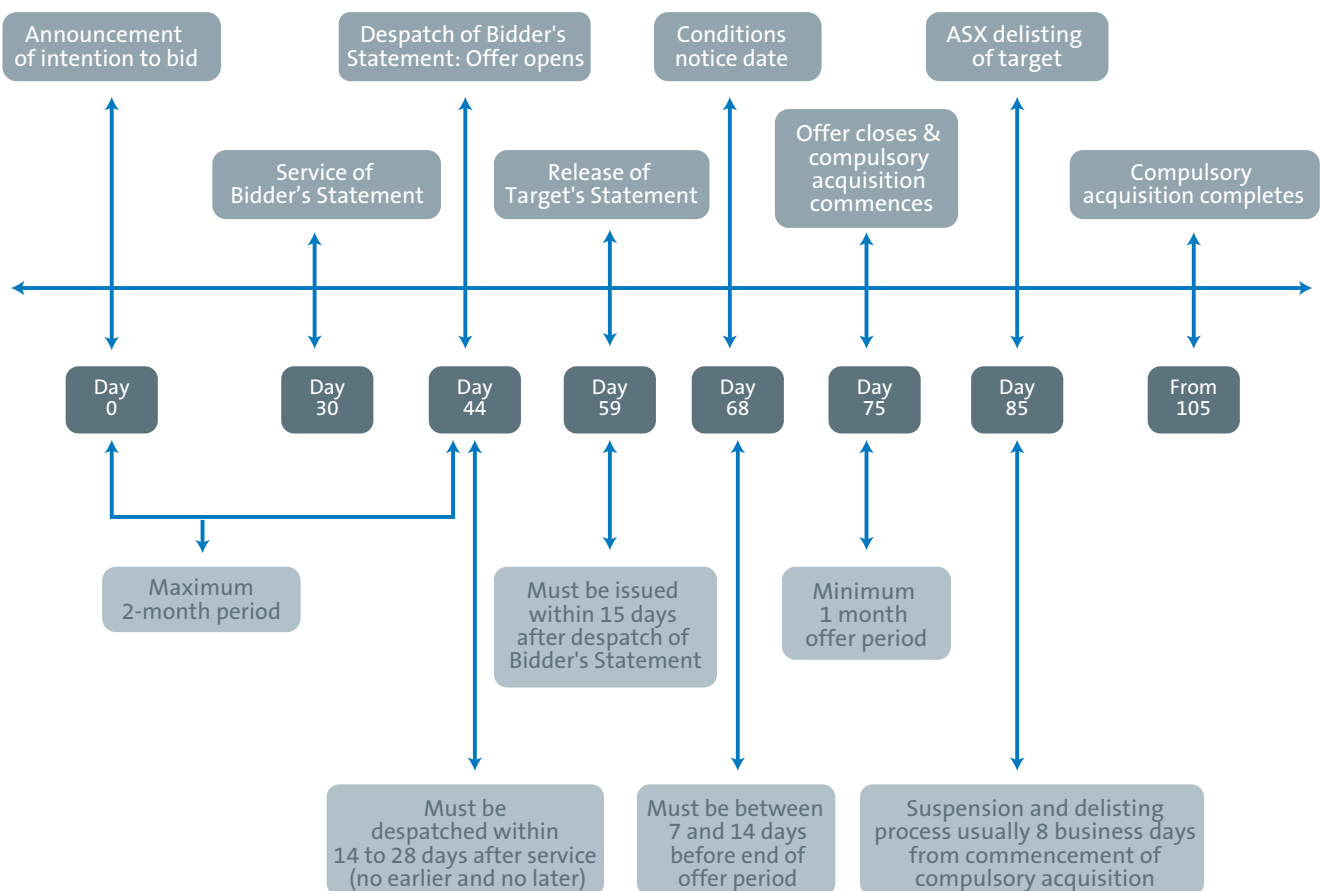 Announcement
of intention to bid
Despatch of Bidder's
Statement: Offer opens
Conditions
notice date
ASX delisting
of target
Service of
Bidder’s Statement
Release of
Target's Statement
Offer closes &
compulsory
acquisition
commences
Compulsory
acquisition completes
Day
0
Day
30
Day
44
Day
59
Day
68
Day
75
Day
85
From
105
Maximum
2-month period
Must be issued
within 15 days
after despatch of
Bidder's Statement
Minimum
1 month
offer period
Must be
despatched within
14 to 28 days after service
(no earlier and no later)
Must be between
7 and 14 days
before end of
offer period
Suspension and delisting
process usually 8 business days
from commencement of
compulsory acquisition